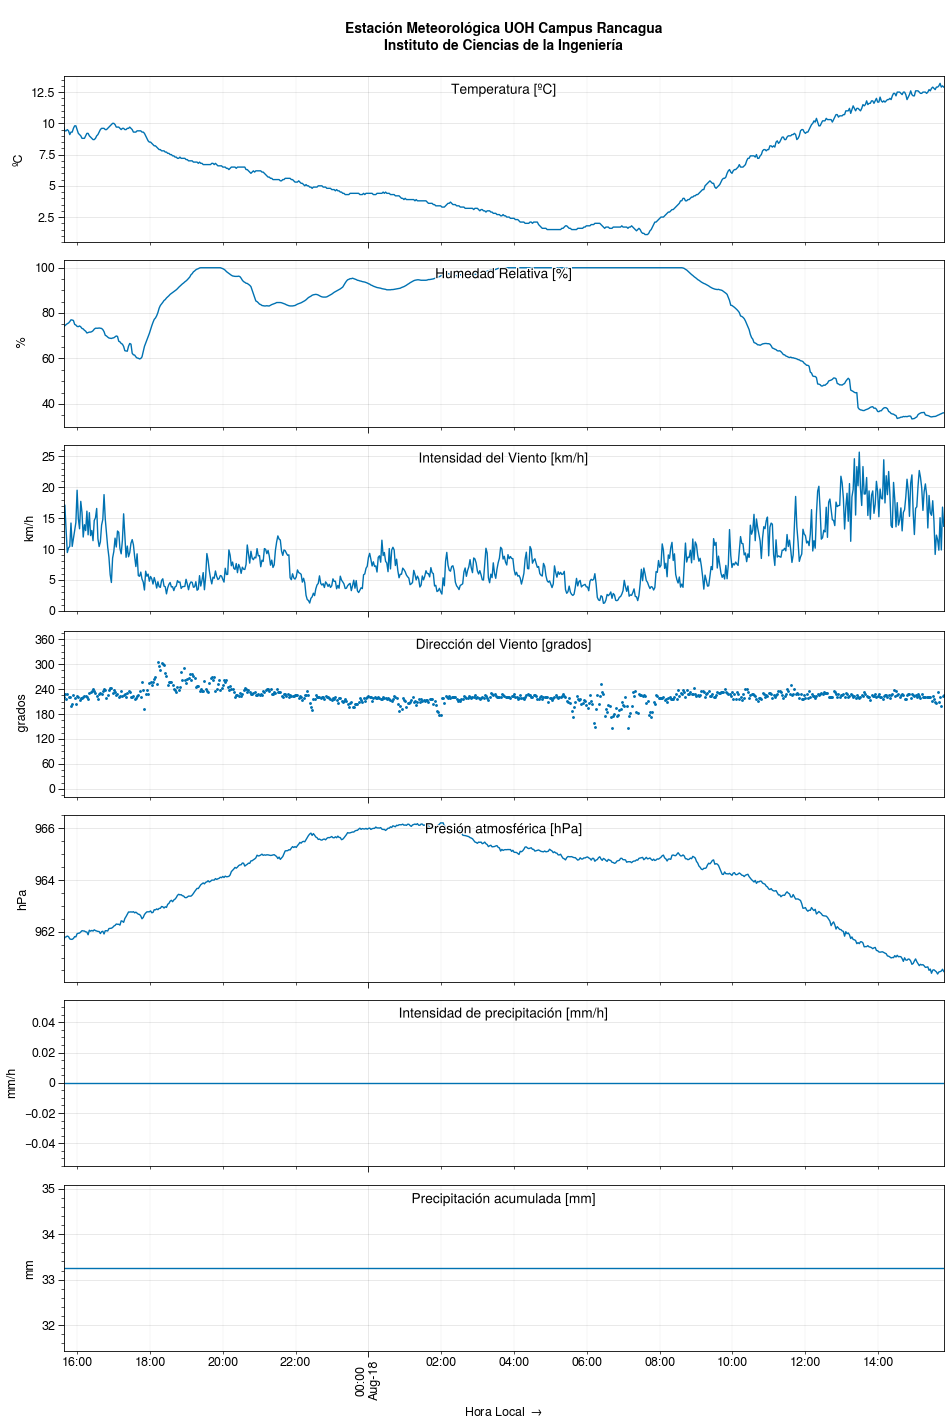 Estación Meteorológica UOH Campus Rancagua
Instituto de Ciencias de la Ingeniería
Temperatura [ºC]
ºC
12.5
10
7.5
5
2.5
Humedad Relativa [%]
%
100
80
60
40
Intensidad del Viento [km/h]
km/h
25
20
15
10
5
0
Dirección del Viento [grados]
grados
360
300
240
180
120
60
0
Presión atmosférica [hPa]
hPa
966
964
962
Intensidad de precipitación [mm/h]
mm/h
0.04
0.02
0
−0.02
−0.04
Precipitación acumulada [mm]
mm
35
34
33
32
16:00
18:00
20:00
22:00
00:00
Aug-18
02:00
04:00
06:00
08:00
10:00
12:00
14:00
Hora Local →